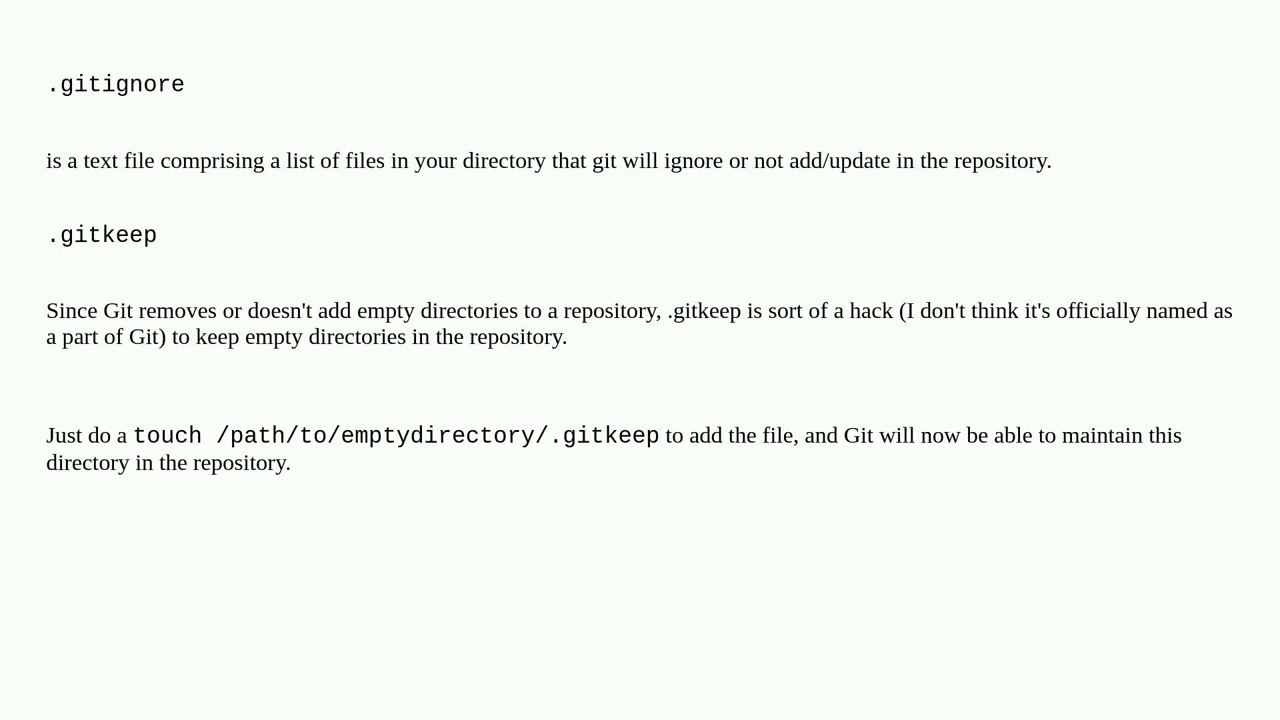 .gitignore
is a text file comprising a list of files in your directory that git will ignore or not add/update in the repository.
.gitkeep
Since Git removes or doesn't add empty directories to a repository, .gitkeep is sort of a hack (I don't think it's officially named as
a part of Git) to keep empty directories in the repository.
Just do a touch /path/to/emptydirectory/.gitkeep to add the file, and Git will now be able to maintain this
directory in the repository.